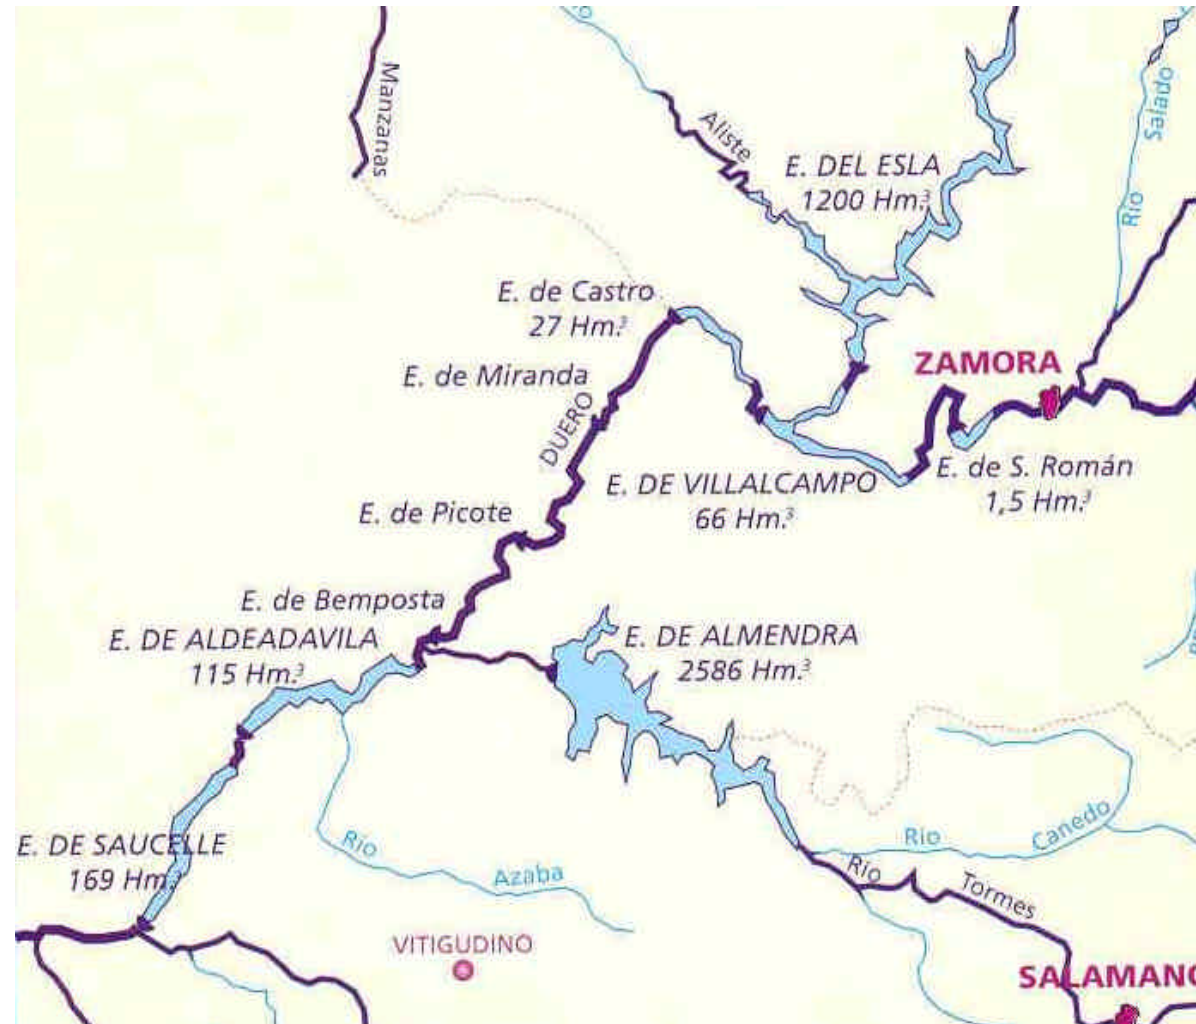 Manzanas
Aliste
E. DEL ESLA
1200 Hm.³
Río Salado
E. de Castro
27 Hm.³
E. de Miranda
DUERO
ZAMORA
E. DE VILLALCAMPO
66 Hm.³
E. de S. Román
1,5 Hm.³
E. de Picote
E. de Bemposta
E. DE ALDEADAVILA
115 Hm.³
E. DE ALMENDRA
2586 Hm.³
E. DE SAUCELLE
169 Hm.³
Río Azaba
Río Canedo
Río Tormes
VITIGUDINO